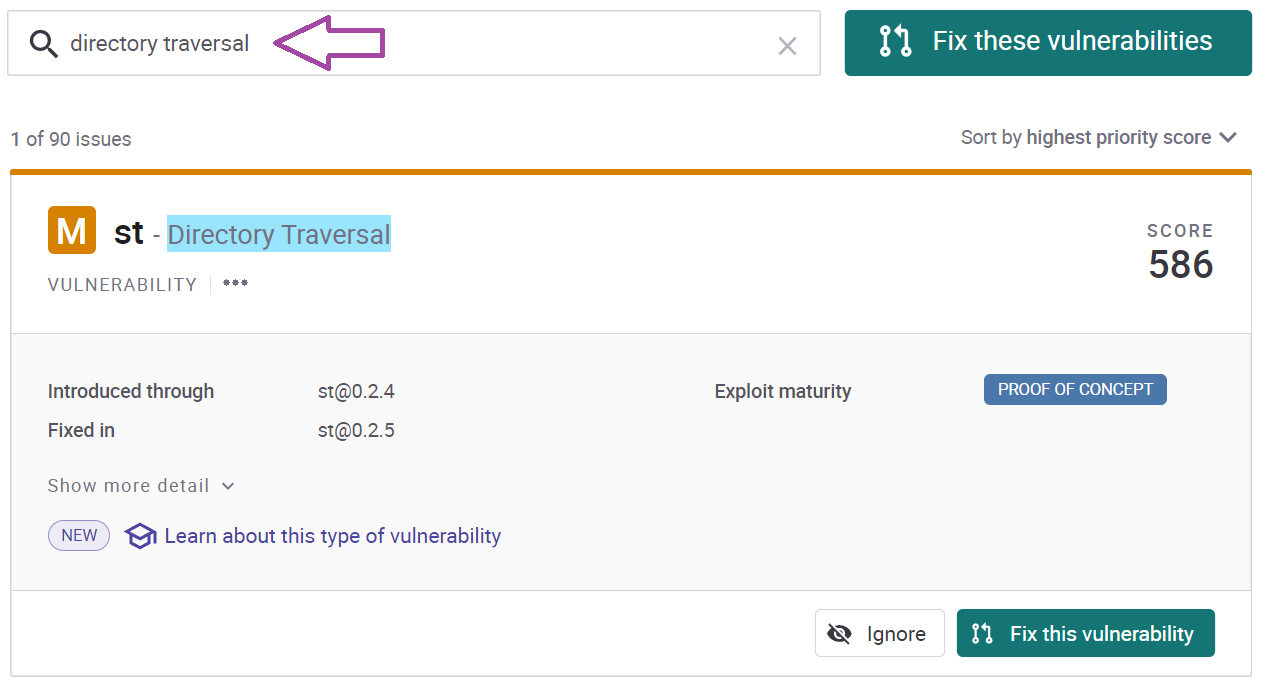 directory traversal
Fix these vulnerabilities
1 of 90 issues
Sort by highest priority score
M st - Directory Traversal
SCORE
586
VULNERABILITY
Introduced through st@0.2.4
Exploit maturity PROOF OF CONCEPT
Fixed in st@0.2.5
Show more detail
NEW Learn about this type of vulnerability
Ignore
Fix this vulnerability